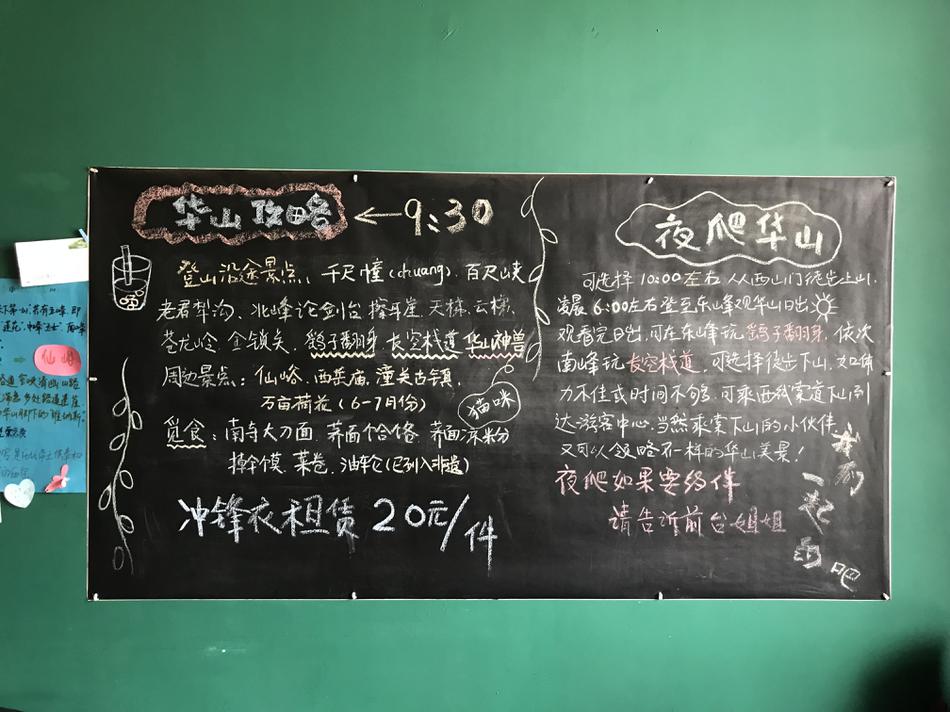 华山攻略 ←9:30
登山沿途景点: 千尺幢(chuang)、百尺峡
老君犁沟、北峰论剑台 擦耳崖、天梯、云梯、
苍龙岭、金锁关、鹞子翻身、长空栈道 华山神兽
周边景点: 仙峪、西岳庙、潼关古镇、
万亩荷花(6-7月份)
猫咪
觅食: 南寺大刀面、荞面饸饹、荞面凉粉
菜卷、油
(已列入非遗)
冲锋衣租赁 20元/件
夜爬华山
可选择 10:00左右 从西山门徒步上山,
凌晨 6:00左右登至东峰观华山日出
观看完日出,可在东峰玩 鹞子翻身, 依次
南峰玩 长空栈道, 可选择徒步下山,如体
力不佳或时间不够,可乘西线索道下山到
达游客中心,当然乘索下山的小伙伴,
又可以领略不一样的华山美景!
夜爬如果要结伴
请告诉前台姐姐
一起
吧
仙峪